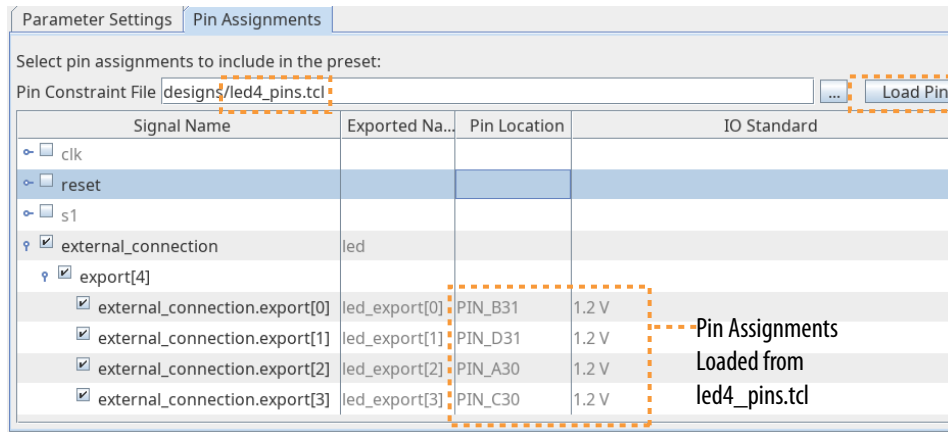 Parameter Settings Pin Assignments
Select pin assignments to include in the preset:
Pin Constraint File designs/led4_pins.tcl ... Load Pin
Signal Name Exported Na... Pin Location IO Standard
clk
reset
s1
external_connection led
export[4]
external_connection.export[0] led_export[0] PIN_B31 1.2 V
external_connection.export[1] led_export[1] PIN_D31 1.2 V
external_connection.export[2] led_export[2] PIN_A30 1.2 V
external_connection.export[3] led_export[3] PIN_C30 1.2 V
Pin Assignments
Loaded from
led4_pins.tcl